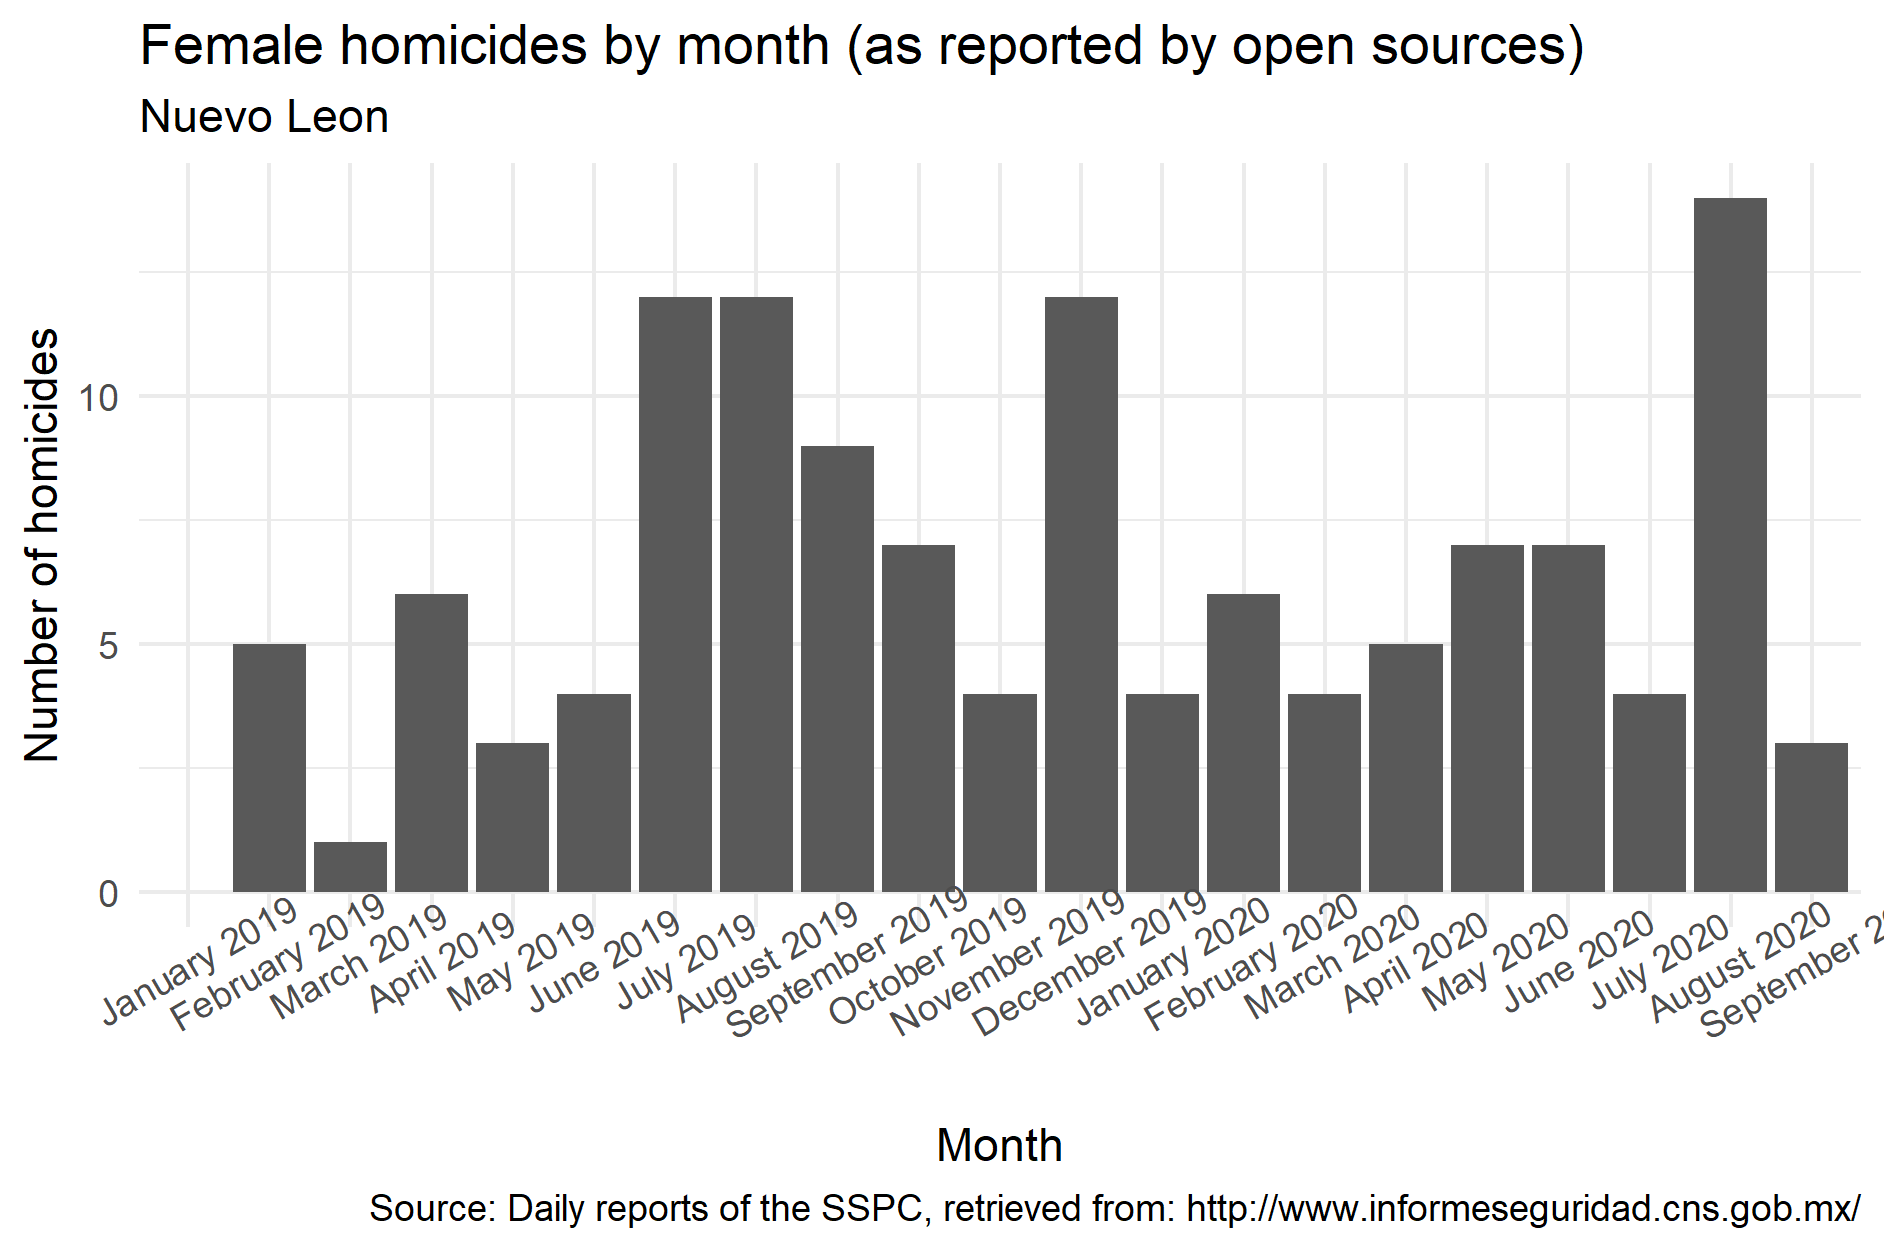 Female homicides by month (as reported by open sources)
Nuevo Leon
Number of homicides
10
5
0
January 2019
February 2019
March 2019
April 2019
May 2019
June 2019
July 2019
August 2019
September 2019
October 2019
November 2019
December 2019
January 2020
February 2020
March 2020
April 2020
May 2020
June 2020
July 2020
August 2020
September
Month
Source: Daily reports of the SSPC, retrieved from: http://www.informeseguridad.cns.gob.mx/